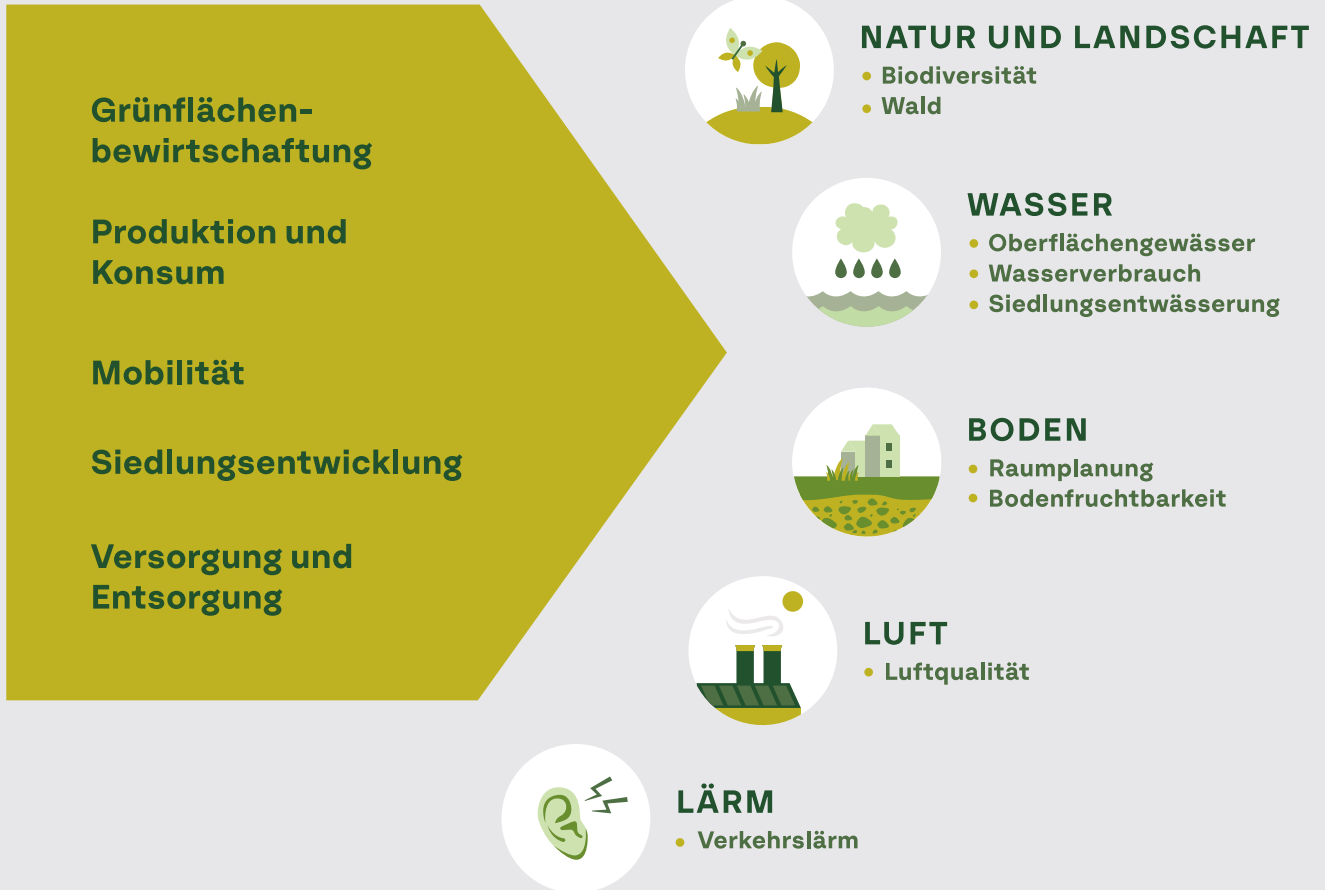 Grünflächen-
bewirtschaftung
Produktion und
Konsum
Mobilität
Siedlungsentwicklung
Versorgung und
Entsorgung
NATUR UND LANDSCHAFT
• Biodiversität
• Wald
WASSER
• Oberflächengewässer
• Wasserverbrauch
• Siedlungsentwässerung
BODEN
• Raumplanung
• Bodenfruchtbarkeit
LUFT
• Luftqualität
LÄRM
• Verkehrslärm